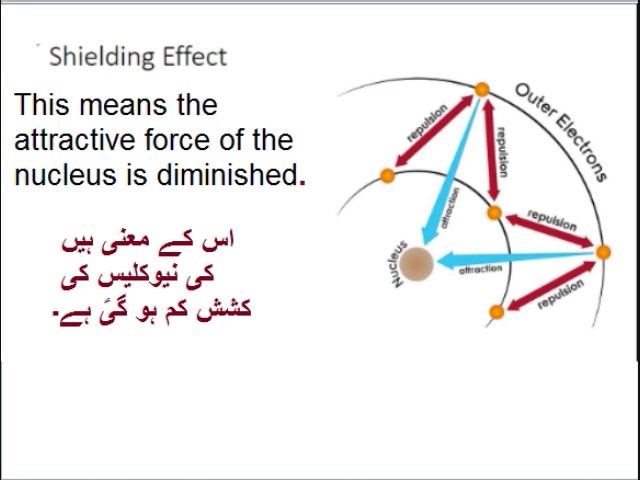 Shielding Effect
This means the
attractive force of the
nucleus is diminished.
اس کے معنی ہیں
کی نیوکلیس کی
کشش کم ہو گیٔ ہے۔
Outer Electrons
repulsion
repulsion
attraction
repulsion
Nucleus
attraction
repulsion